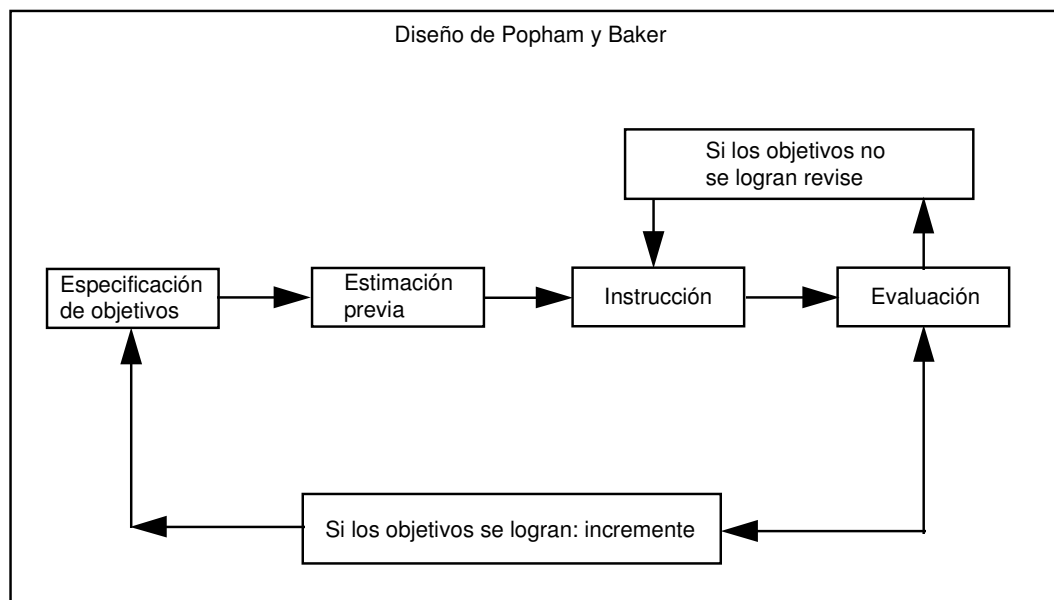 Diseño de Popham y Baker
Si los objetivos no
se logran revise
Especificación
de objetivos
Estimación
previa
Instrucción
Evaluación
Si los objetivos se logran: incremente